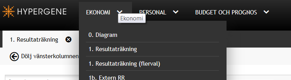 HYPERGENE
EKONOMI
PERSONAL
BUDGET OCH PROGNOS
Ekonomi
1. Resultaträkning
0. Diagram
Dölj vänsterkolumnen
1. Resultaträkning
1. Resultaträkning (flerval)
1b. Extern RR